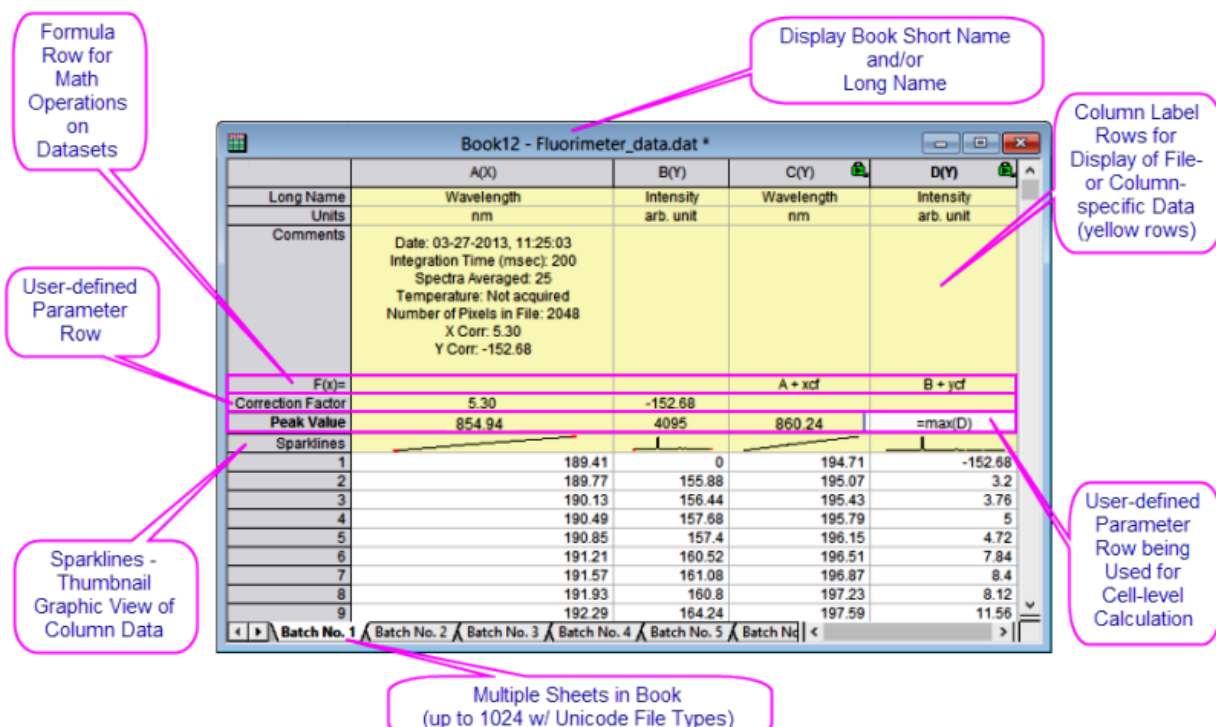 Formula
Row for
Math
Operations
on
Datasets
Display Book Short Name
and/or
Long Name
Column Label
Rows for
Display of File-
or Column-
specific Data
(yellow rows)
User-defined
Parameter
Row
Sparklines -
Thumbnail
Graphic View of
Column Data
User-defined
Parameter
Row being
Used for
Cell-level
Calculation
Multiple Sheets in Book
(up to 1024 w/ Unicode File Types)
Book12 - Fluorimeter_data.dat *
A(X) B(Y) C(Y) D(Y)
Long Name Wavelength Intensity Wavelength Intensity
Units nm arb. unit nm arb. unit
Comments
Date: 03-27-2013, 11:25:03
Integration Time (msec): 200
Spectra Averaged: 25
Temperature: Not acquired
Number of Pixels in File: 2048
X Corr: 5.30
Y Corr: -152.68
F(x)= A + xcf B + ycf
Correction Factor 5.30 -152.68
Peak Value 854.94 4095 860.24 =max(D)
Sparklines
1 189.41 0 194.71 -152.68
2 189.77 155.88 195.07 3.2
3 190.13 156.44 195.43 3.76
4 190.49 157.68 195.79 5
5 190.85 157.4 196.15 4.72
6 191.21 160.52 196.51 7.84
7 191.57 161.08 196.87 8.4
8 191.93 160.8 197.23 8.12
9 192.29 164.24 197.59 11.56
Batch No. 1 Batch No. 2 Batch No. 3 Batch No. 4 Batch No. 5 Batch No